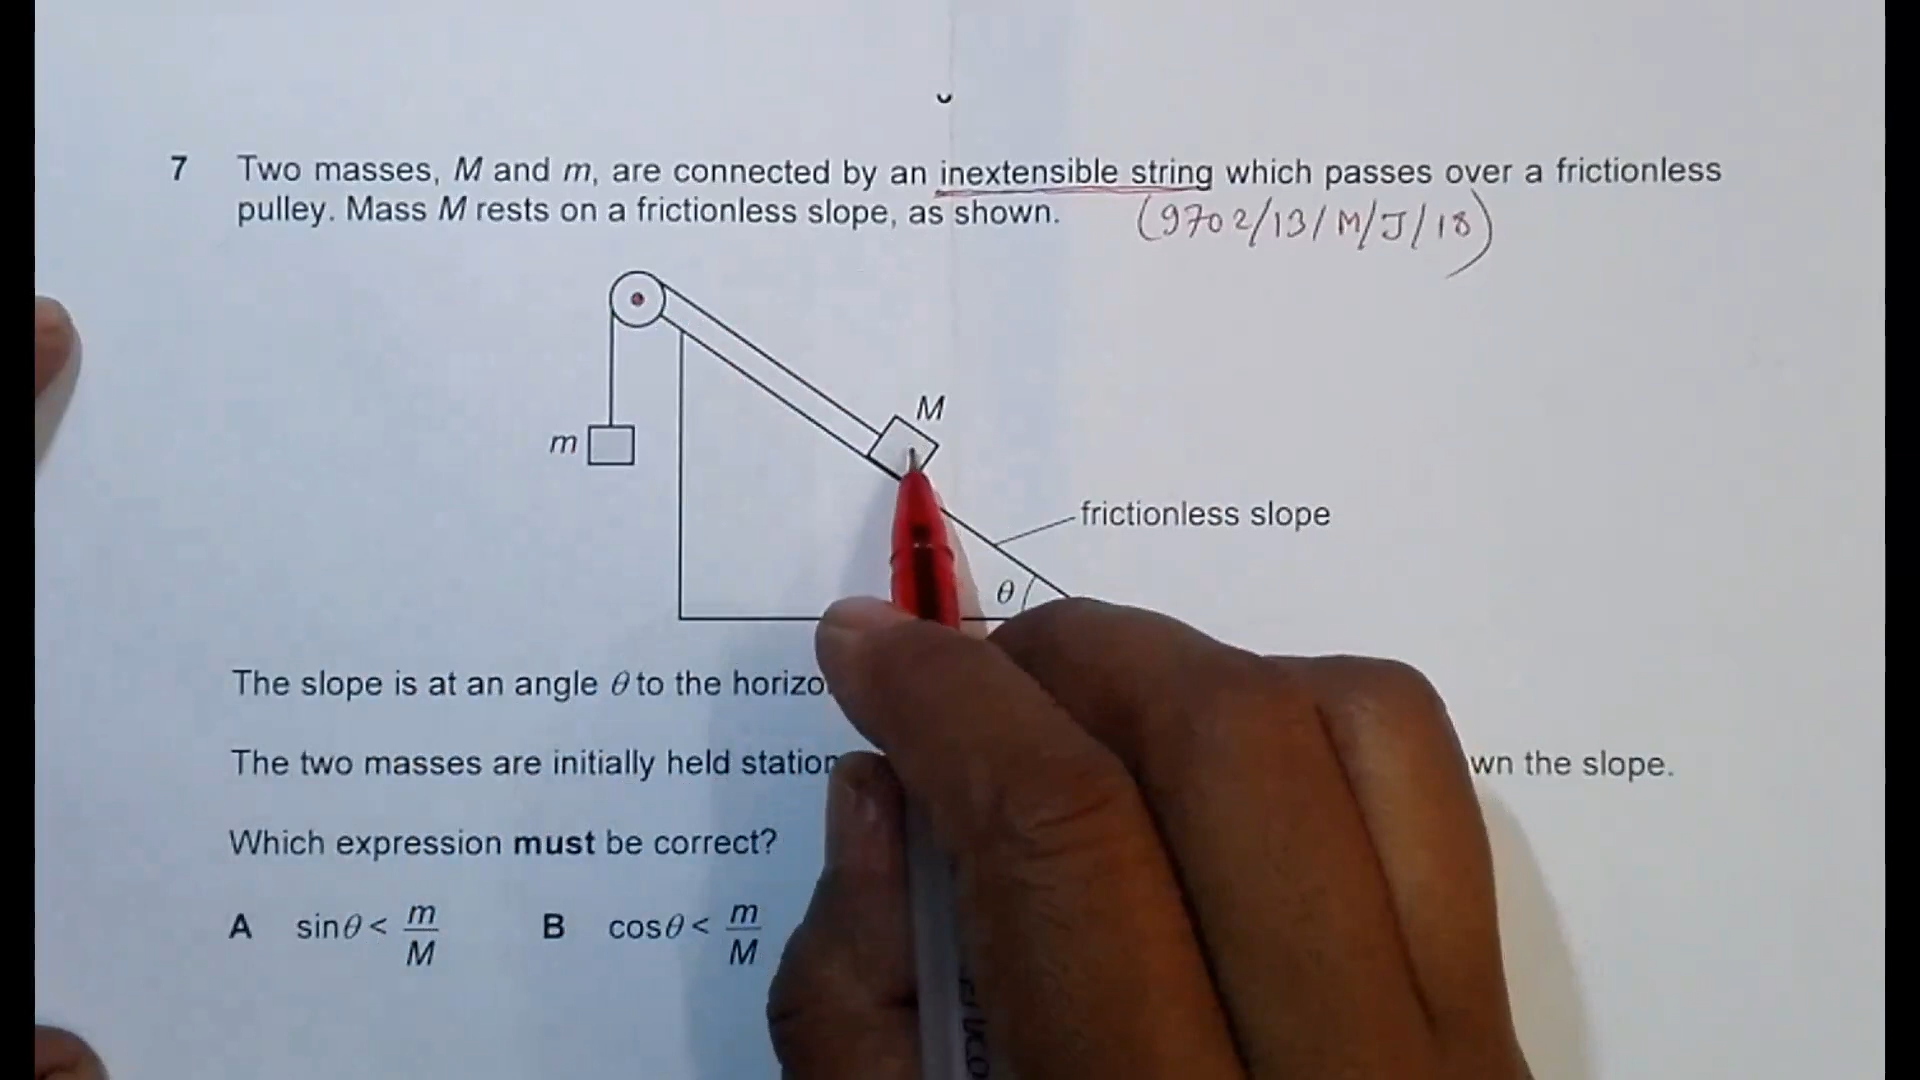 7 Two masses, M and m, are connected by an inextensible string which passes over a frictionless
pulley. Mass M rests on a frictionless slope, as shown.
(9702/13/M/J/18)
M
m
frictionless slope
θ
The slope is at an angle θ to the
The two masses are initially held wn the slope.
Which expression must be correct?
A sinθ < m/M B cosθ < m/M